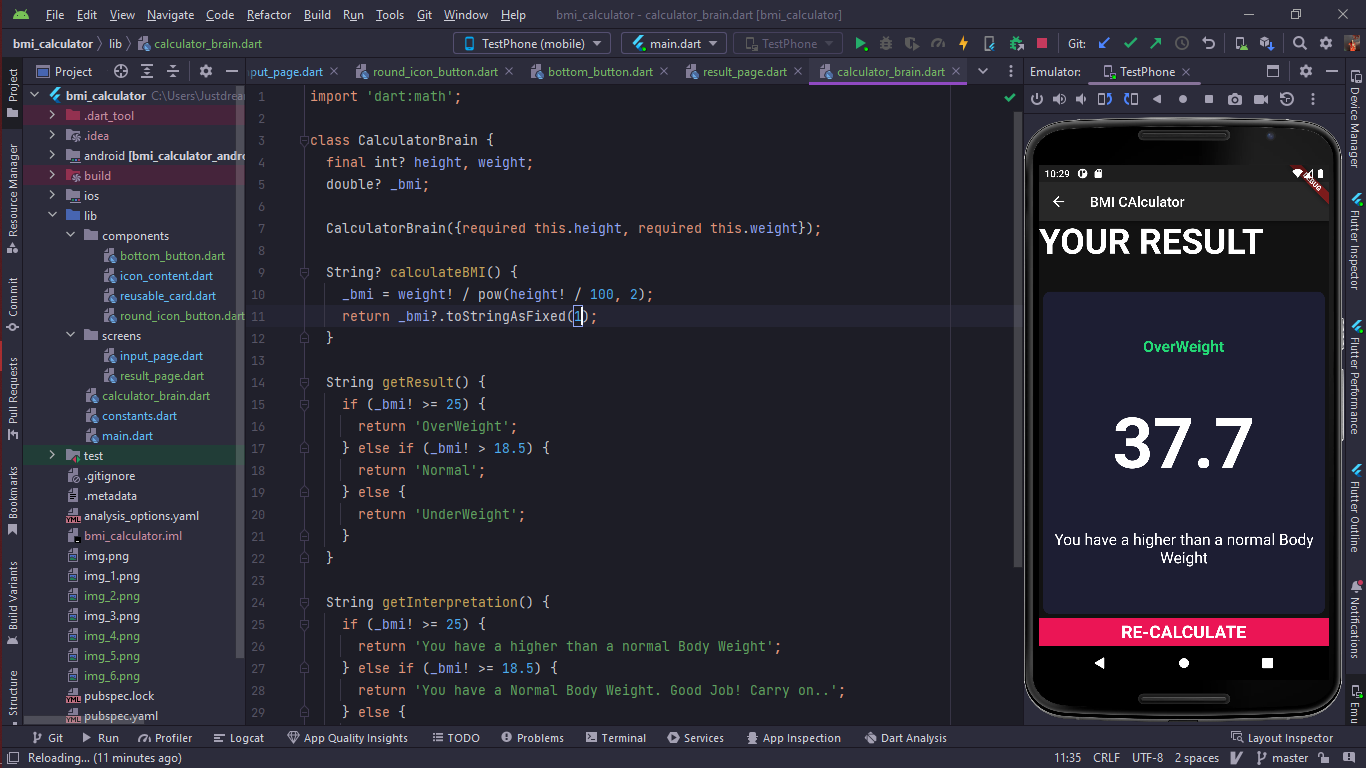 File Edit View Navigate Code Refactor Build Run Tools Git Window Help bmi_calculator - calculator_brain.dart [bmi_calculator]
bmi_calculator lib calculator_brain.dart TestPhone (mobile) main.dart TestPhone Git:
Project input_page.dart round_icon_button.dart bottom_button.dart result_page.dart calculator_brain.dart Emulator: TestPhone
Project
Resource Manager
Commit
Pull Requests
Bookmarks
Build Variants
Structure
bmi_calculator C:\Users\Justdrea
.dart_tool
.idea
android [bmi_calculator_andro
build
ios
lib
components
bottom_button.dart
icon_content.dart
reusable_card.dart
round_icon_button.dart
screens
input_page.dart
result_page.dart
calculator_brain.dart
constants.dart
main.dart
test
.gitignore
.metadata
analysis_options.yaml
bmi_calculator.iml
img.png
img_1.png
img_2.png
img_3.png
img_4.png
img_5.png
img_6.png
pubspec.lock
pubspec.yaml
1 import 'dart:math';
2
3 class CalculatorBrain {
4 final int? height, weight;
5 double? _bmi;
6
7 CalculatorBrain({required this.height, required this.weight});
8
9 String? calculateBMI() {
10 _bmi = weight! / pow(height! / 100, 2);
11 return _bmi?.toStringAsFixed(1);
12 }
13
14 String getResult() {
15 if (_bmi! >= 25) {
16 return 'OverWeight';
17 } else if (_bmi! > 18.5) {
18 return 'Normal';
19 } else {
20 return 'UnderWeight';
21 }
22 }
23
24 String getInterpretation() {
25 if (_bmi! >= 25) {
26 return 'You have a higher than a normal Body Weight';
27 } else if (_bmi! >= 18.5) {
28 return 'You have a Normal Body Weight. Good Job! Carry on..';
29 } else {
10:29
DEBUG
BMI CAlculator
YOUR RESULT
OverWeight
37.7
You have a higher than a normal Body
Weight
RE-CALCULATE
Device Manager
Flutter Inspector
Flutter Performance
Flutter Outline
Notifications
Emu
Git Run Profiler Logcat App Quality Insights TODO Problems Terminal Services App Inspection Dart Analysis Layout Inspector
Reloading... (11 minutes ago) 11:35 CRLF UTF-8 2 spaces master